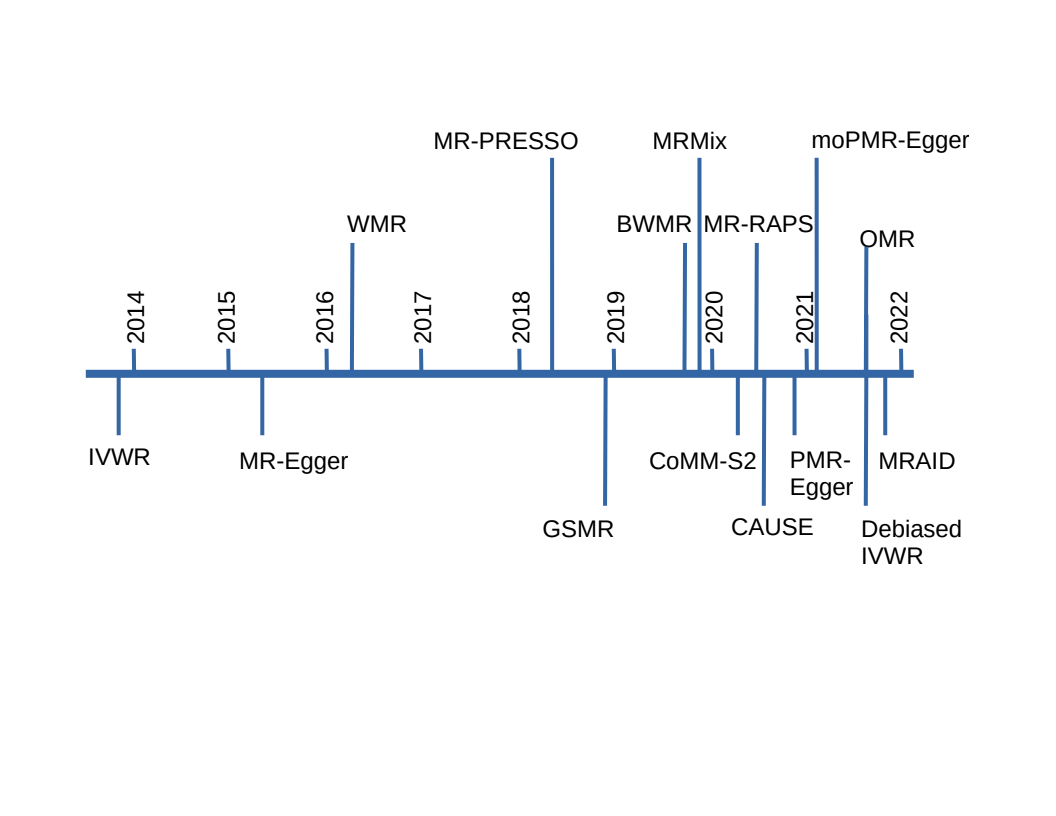 MR-PRESSO
MRMix
moPMR-Egger
WMR
BWMR
MR-RAPS
OMR
2014
2015
2016
2017
2018
2019
2020
2021
2022
IVWR
MR-Egger
CoMM-S2
PMR-
Egger
MRAID
GSMR
CAUSE
Debiased
IVWR